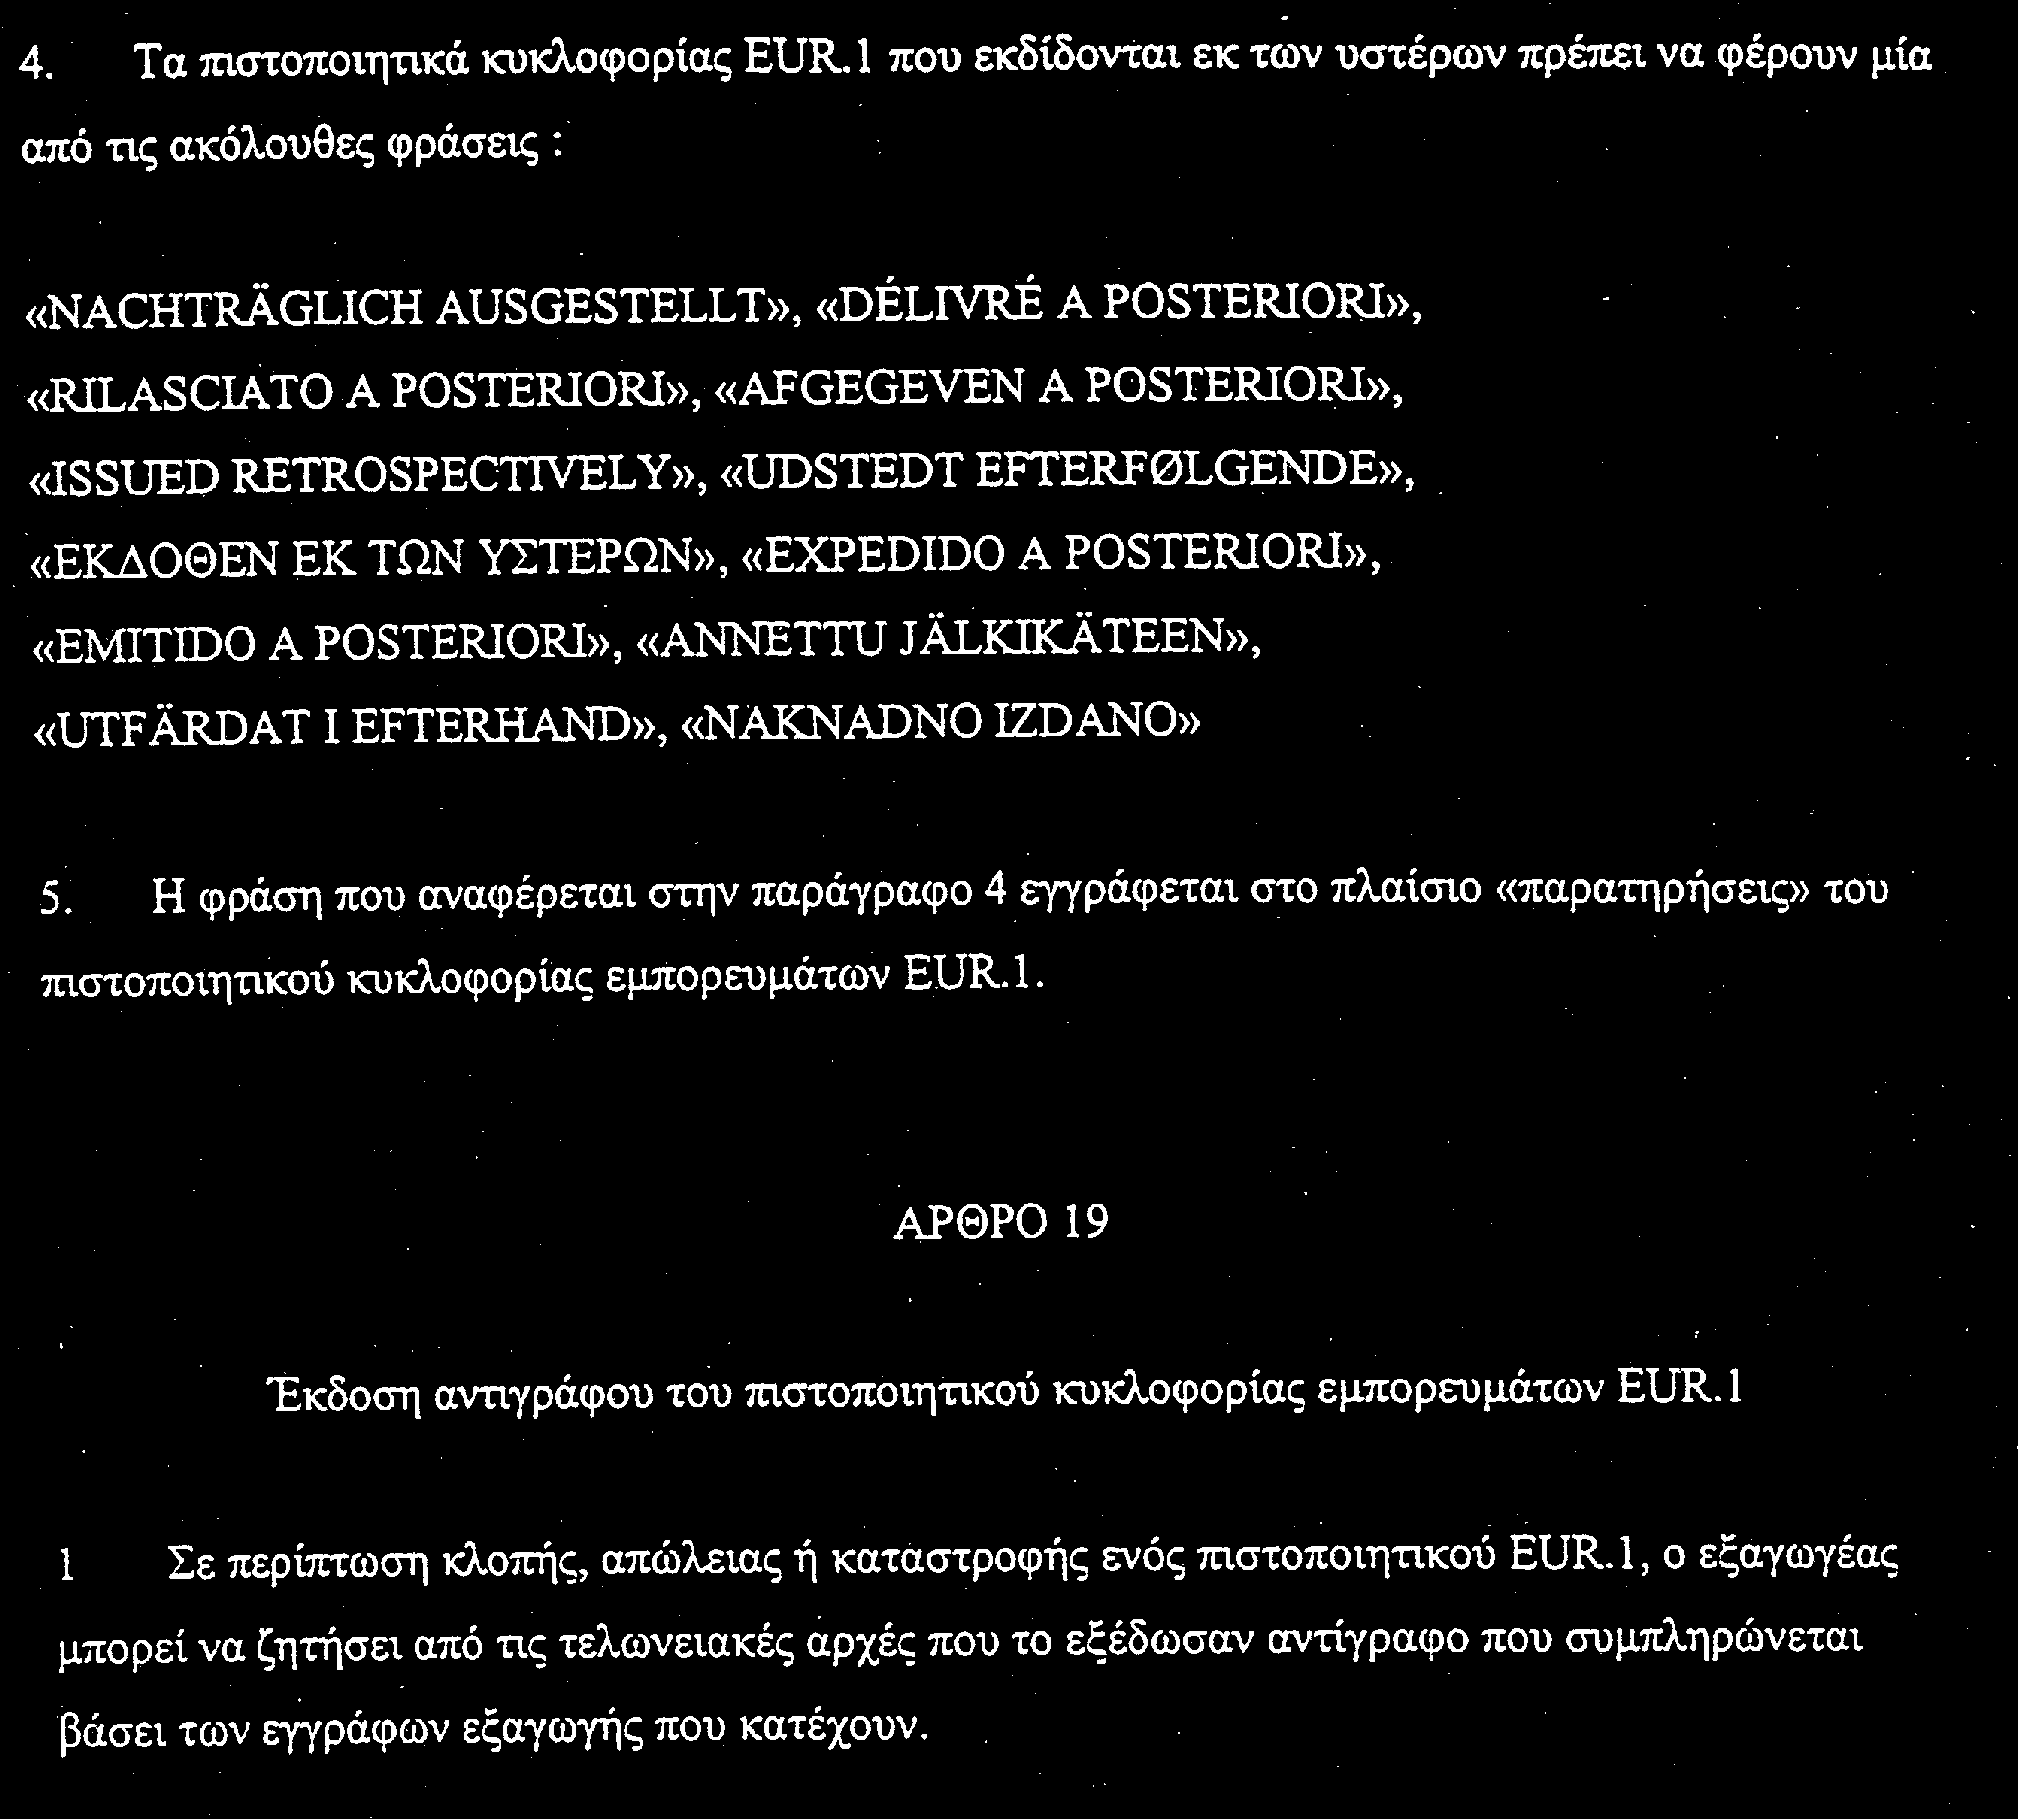 4. Τα πιστοποιητικά κυκλοφορίας EUR.1 που εκδίδονται εκ των υστέρων πρέπει να φέρουν μία
από τις ακόλουθες φράσεις :
«NACHTRÄGLICH AUSGESTELLT», «DÉLIVRÉ A POSTERIORI»,
«RILASCIATO A POSTERIORI», «AFGEGEVEN A POSTERIORI»,
«ISSUED RETROSPECTIVELY», «UDSTEDT EFTERFØLGENDE»,
«ΕΚΔΟΘΕΝ ΕΚ ΤΩΝ ΥΣΤΕΡΩΝ», «EXPEDIDO A POSTERIORI»,
«EMITIDO A POSTERIORI», «ANNETTU JÄLKIKÄTEEN»,
«UTFÄRDAT I EFTERHAND», «NAKNADNO IZDANO»
5. Η φράση που αναφέρεται στην παράγραφο 4 εγγράφεται στο πλαίσιο «παρατηρήσεις» του
πιστοποιητικού κυκλοφορίας εμπορευμάτων EUR.1.
ΑΡΘΡΟ 19
Έκδοση αντιγράφου του πιστοποιητικού κυκλοφορίας εμπορευμάτων EUR.1
1 Σε περίπτωση κλοπής, απώλειας ή καταστροφής ενός πιστοποιητικού EUR.1, ο εξαγωγέας
μπορεί να ζητήσει από τις τελωνειακές αρχές που το εξέδωσαν αντίγραφο που συμπληρώνεται
βάσει των εγγράφων εξαγωγής που κατέχουν.